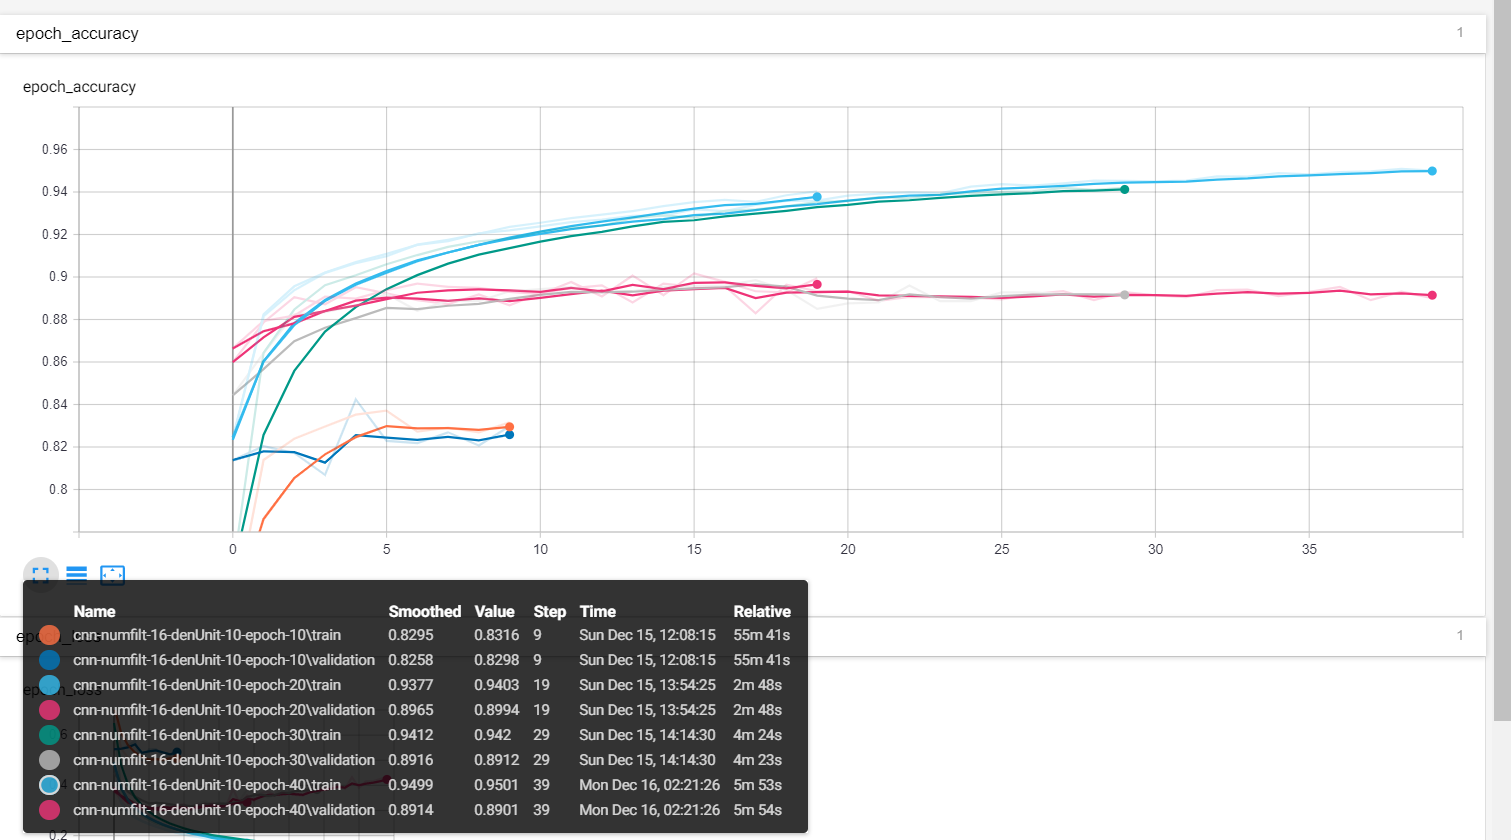 epoch_accuracy 1
epoch_accuracy
0.96
0.94
0.92
0.9
0.88
0.86
0.84
0.82
0.8
0 5 10 15 20 25 30 35
Name Smoothed Value Step Time Relative
cnn-numfilt-16-denUnit-10-epoch-10\train 0.8295 0.8316 9 Sun Dec 15, 12:08:15 55m 41s
1
cnn-numfilt-16-denUnit-10-epoch-10\validation 0.8258 0.8298 9 Sun Dec 15, 12:08:15 55m 41s
cnn-numfilt-16-denUnit-10-epoch-20\train 0.9377 0.9403 19 Sun Dec 15, 13:54:25 2m 48s
cnn-numfilt-16-denUnit-10-epoch-20\validation 0.8965 0.8994 19 Sun Dec 15, 13:54:25 2m 48s
cnn-numfilt-16-denUnit-10-epoch-30\train 0.9412 0.942 29 Sun Dec 15, 14:14:30 4m 24s
cnn-numfilt-16-denUnit-10-epoch-30\validation 0.8916 0.8912 29 Sun Dec 15, 14:14:30 4m 23s
cnn-numfilt-16-denUnit-10-epoch-40\train 0.9499 0.9501 39 Mon Dec 16, 02:21:26 5m 53s
cnn-numfilt-16-denUnit-10-epoch-40\validation 0.8914 0.8901 39 Mon Dec 16, 02:21:26 5m 54s
0.2